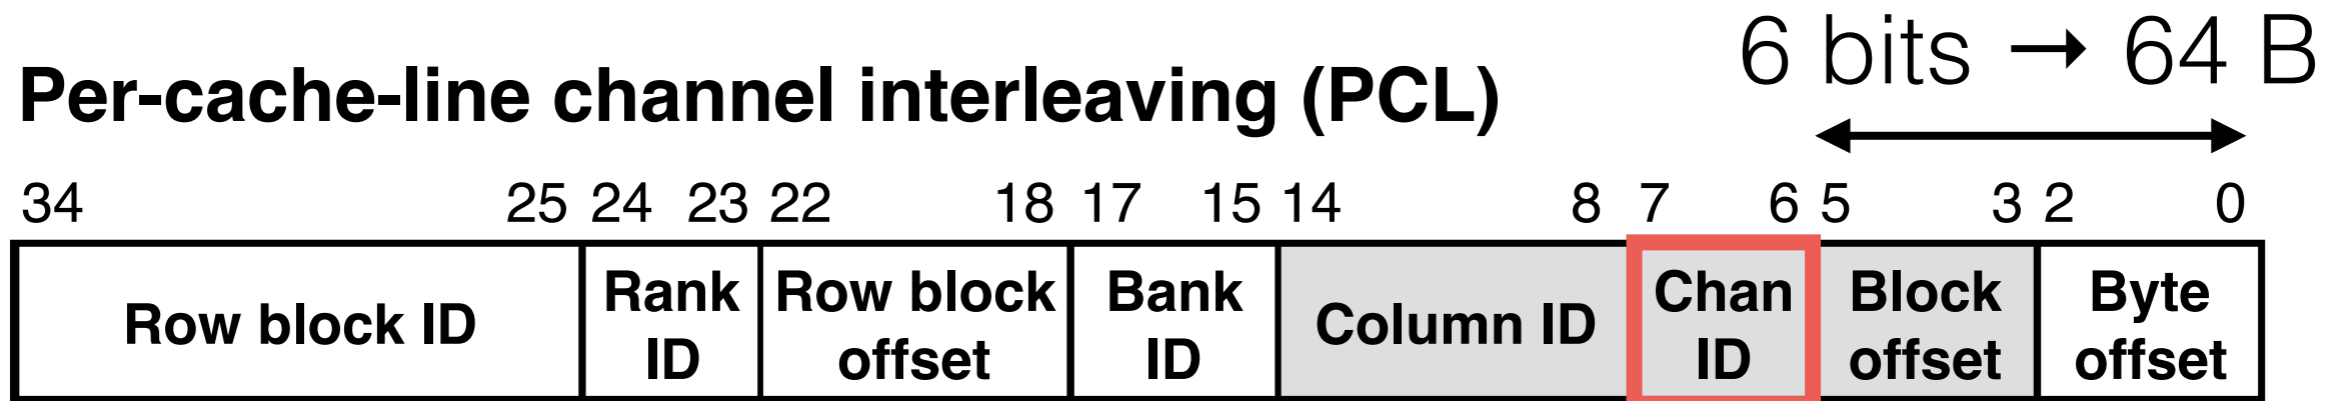 6 bits → 64 B
Per-cache-line channel interleaving (PCL)
34 25 24 23 22 18 17 15 14 8 7 6 5 3 2 0
Row block ID
Rank
ID
Row block
offset
Bank
ID
Column ID
Chan
ID
Block
offset
Byte
offset